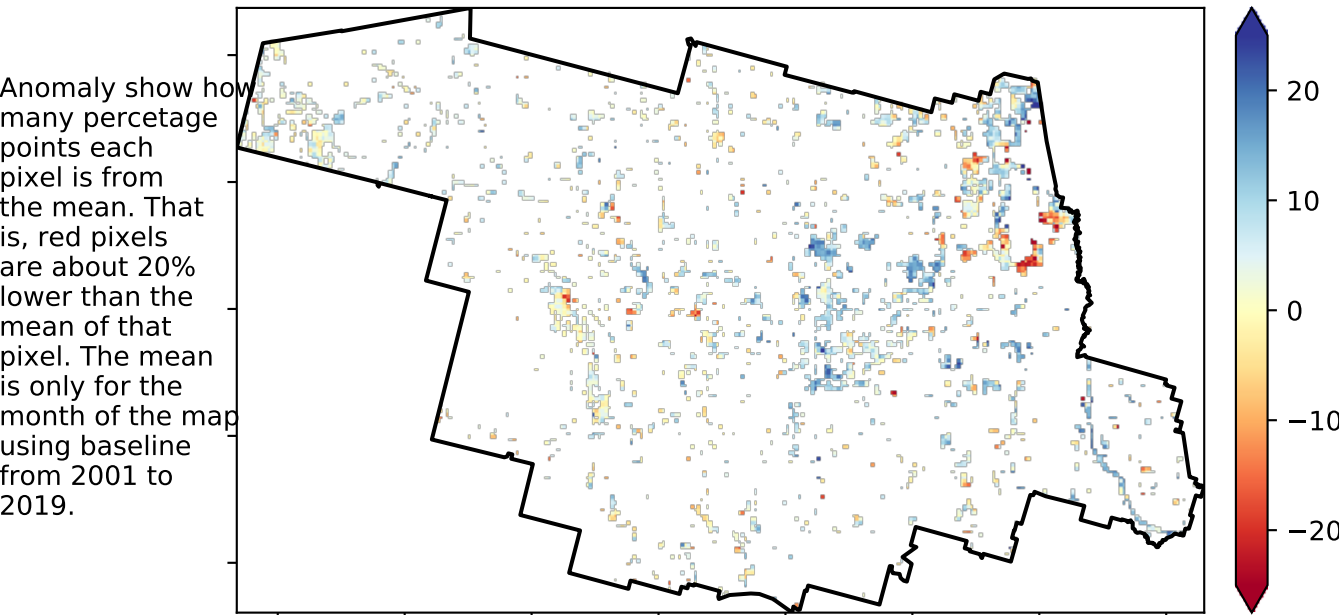 Anomaly show how
many percetage
points each
pixel is from
the mean. That
is, red pixels
are about 20%
lower than the
mean of that
pixel. The mean
is only for the
month of the map
using baseline
from 2001 to
2019.
20
10
0
−10
−20